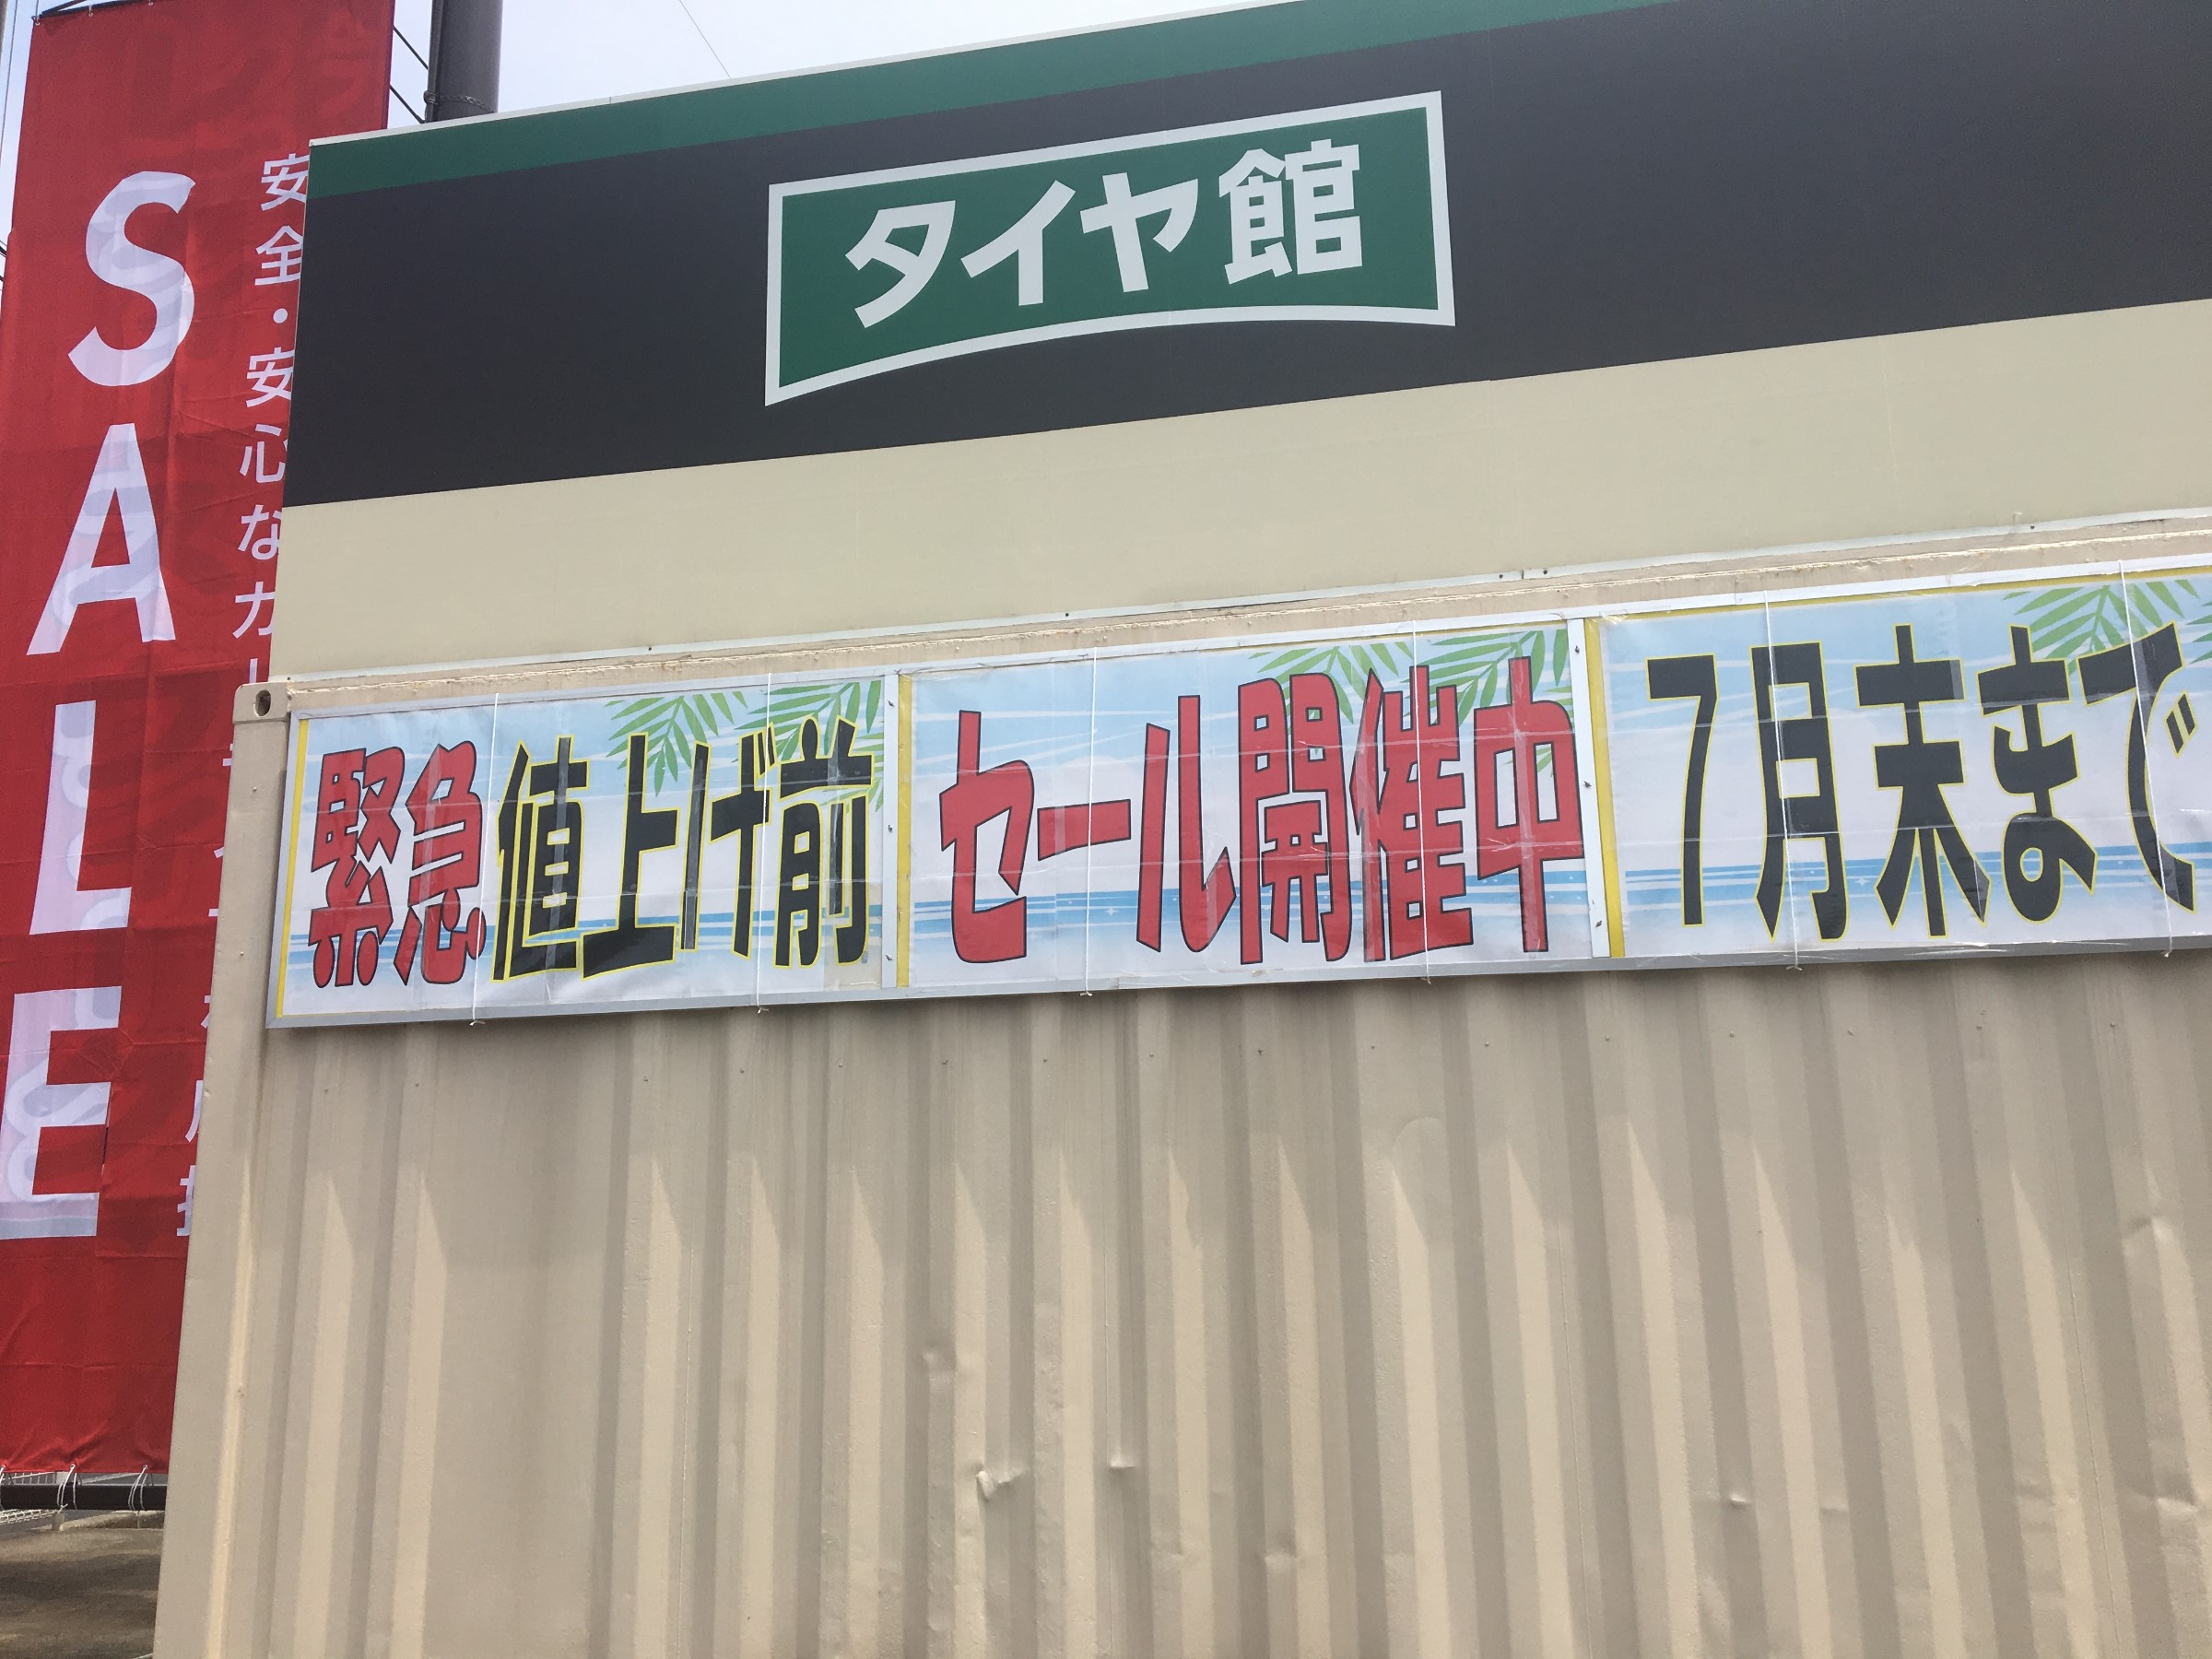 タイヤ館
緊急値上げ前 セール開催中 7月末まで
SALE
安全・安心な